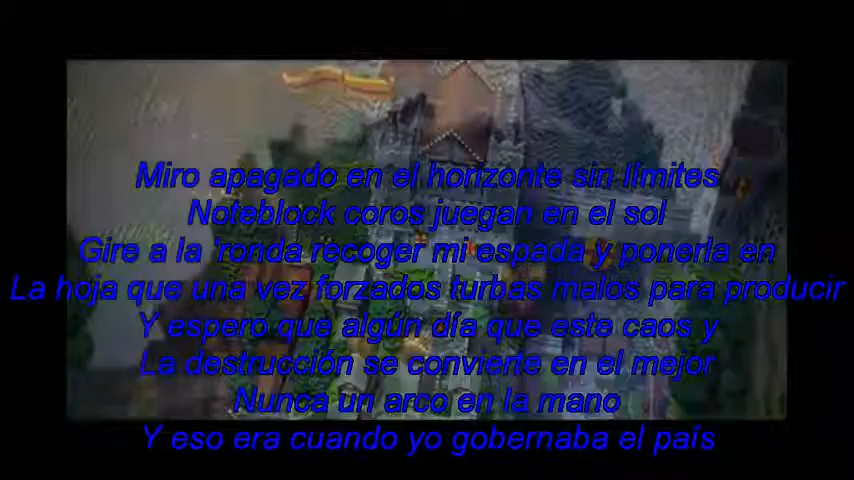 Miro apagado en el horizonte sin límites
Noteblock coros juegan en el sol
Gire a la 'ronda recoger mi espada y ponerla en
La hoja que una vez forzados turbas malos para producir
Y espero que algún día que este caos y
La destrucción se convierte en el mejor
Nunca un arco en la mano
Y eso era cuando yo gobernaba el país